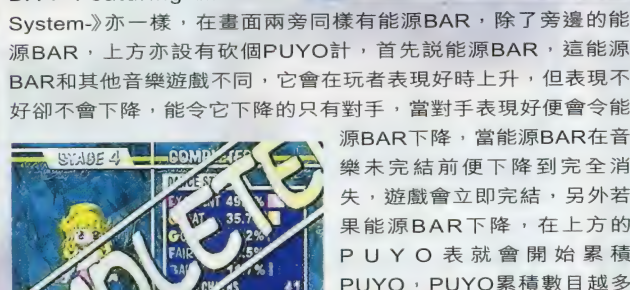 System-》亦一樣，在畫面兩旁同樣有能源BAR，除了旁邊的能
源BAR，上方亦設有砍個PUYO計，首先説能源BAR，這能源
BAR和其他音樂遊戲不同，它會在玩者表現好時上升，但表現不
好卻不會下降，能令它下降的只有對手，當對手表現好便會令能
源BAR下降，當能源BAR在音
樂未完結前便下降到完全消
失，遊戲會立即完結，另外若
果能源BAR下降，在上方的
PUYO表就會開始累積
PUYO，PUYO累積數目越多
STAGE 4
FAIR
41